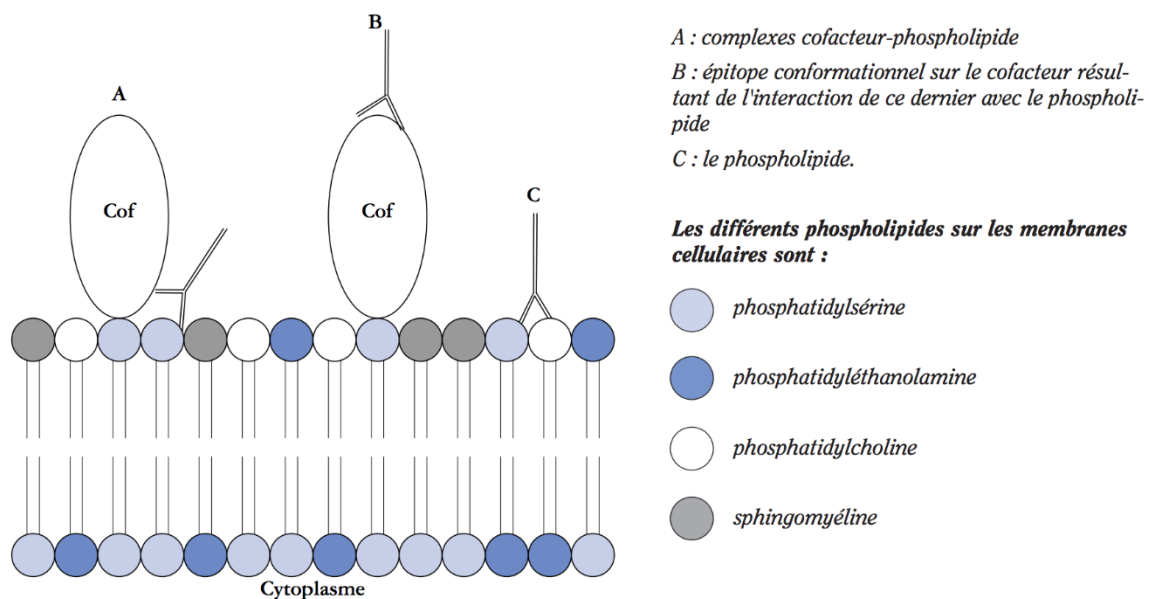 B
A
Cof
Cof
C
Cytoplasme
A : complexes cofacteur-phospholipide
B : épitope conformationnel sur le cofacteur résul-
tant de l'interaction de ce dernier avec le phospholi-
pide
C : le phospholipide.
Les différents phospholipides sur les membranes
cellulaires sont :
phosphatidylsérine
phosphatidyléthanolamine
phosphatidylcholine
sphingomyéline